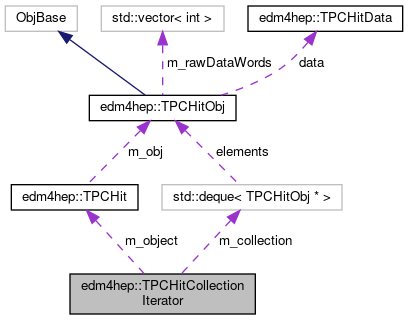 ObjBase
std::vector< int >
edm4hep::TPCHitData
m_rawDataWords
data
edm4hep::TPCHitObj
m_obj
elements
edm4hep::TPCHit
std::deque< TPCHitObj * >
m_object
m_collection
edm4hep::TPCHitCollection
Iterator